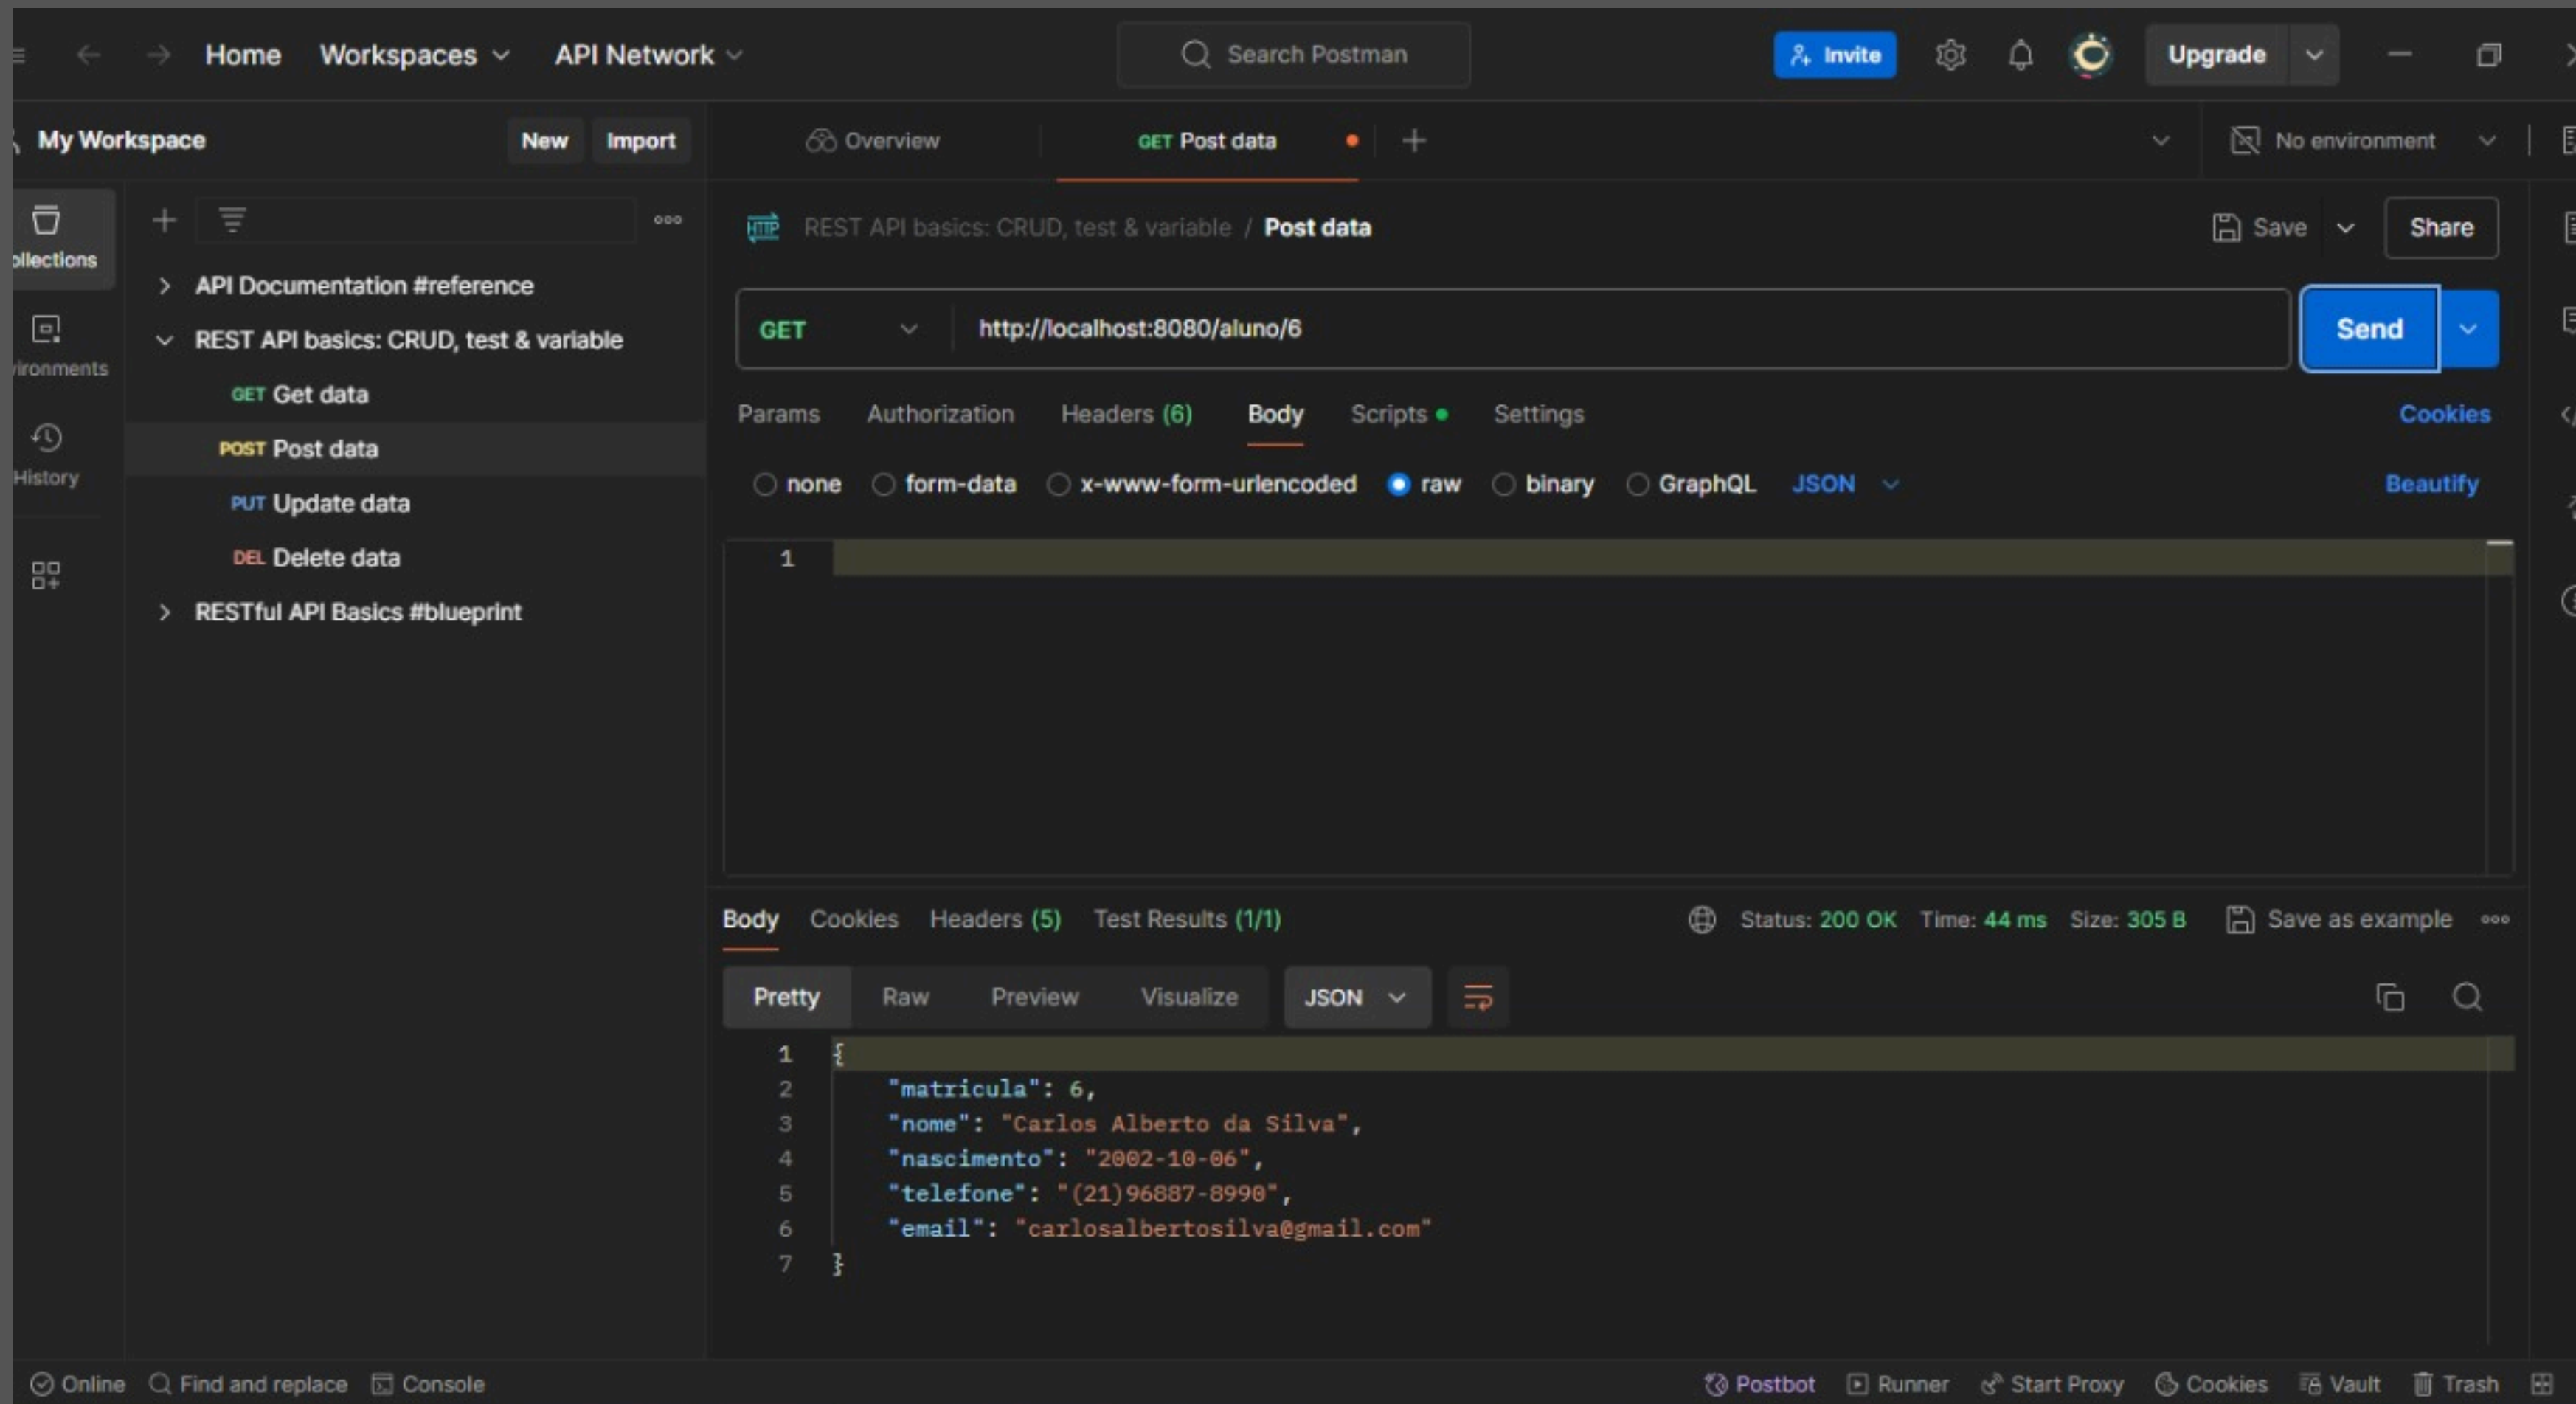 Home Workspaces API Network Search Postman Invite Upgrade
My Workspace New Import Overview GET Post data No environment
REST API basics: CRUD, test & variable / Post data Save Share
API Documentation #reference
REST API basics: CRUD, test & variable
GET Get data
POST Post data
PUT Update data
DEL Delete data
RESTful API Basics #blueprint
ollections
ironments
History
GET http://localhost:8080/aluno/6 Send
Params Authorization Headers (6) Body Scripts Settings Cookies
none form-data x-www-form-urlencoded raw binary GraphQL JSON Beautify
1
Body Cookies Headers (5) Test Results (1/1) Status: 200 OK Time: 44 ms Size: 305 B Save as example
Pretty Raw Preview Visualize JSON
1 {
2 "matricula": 6,
3 "nome": "Carlos Alberto da Silva",
4 "nascimento": "2002-10-06",
5 "telefone": "(21)96887-8990",
6 "email": "carlosalbertosilva@gmail.com"
7 }
Online Find and replace Console Postbot Runner Start Proxy Cookies Vault Trash